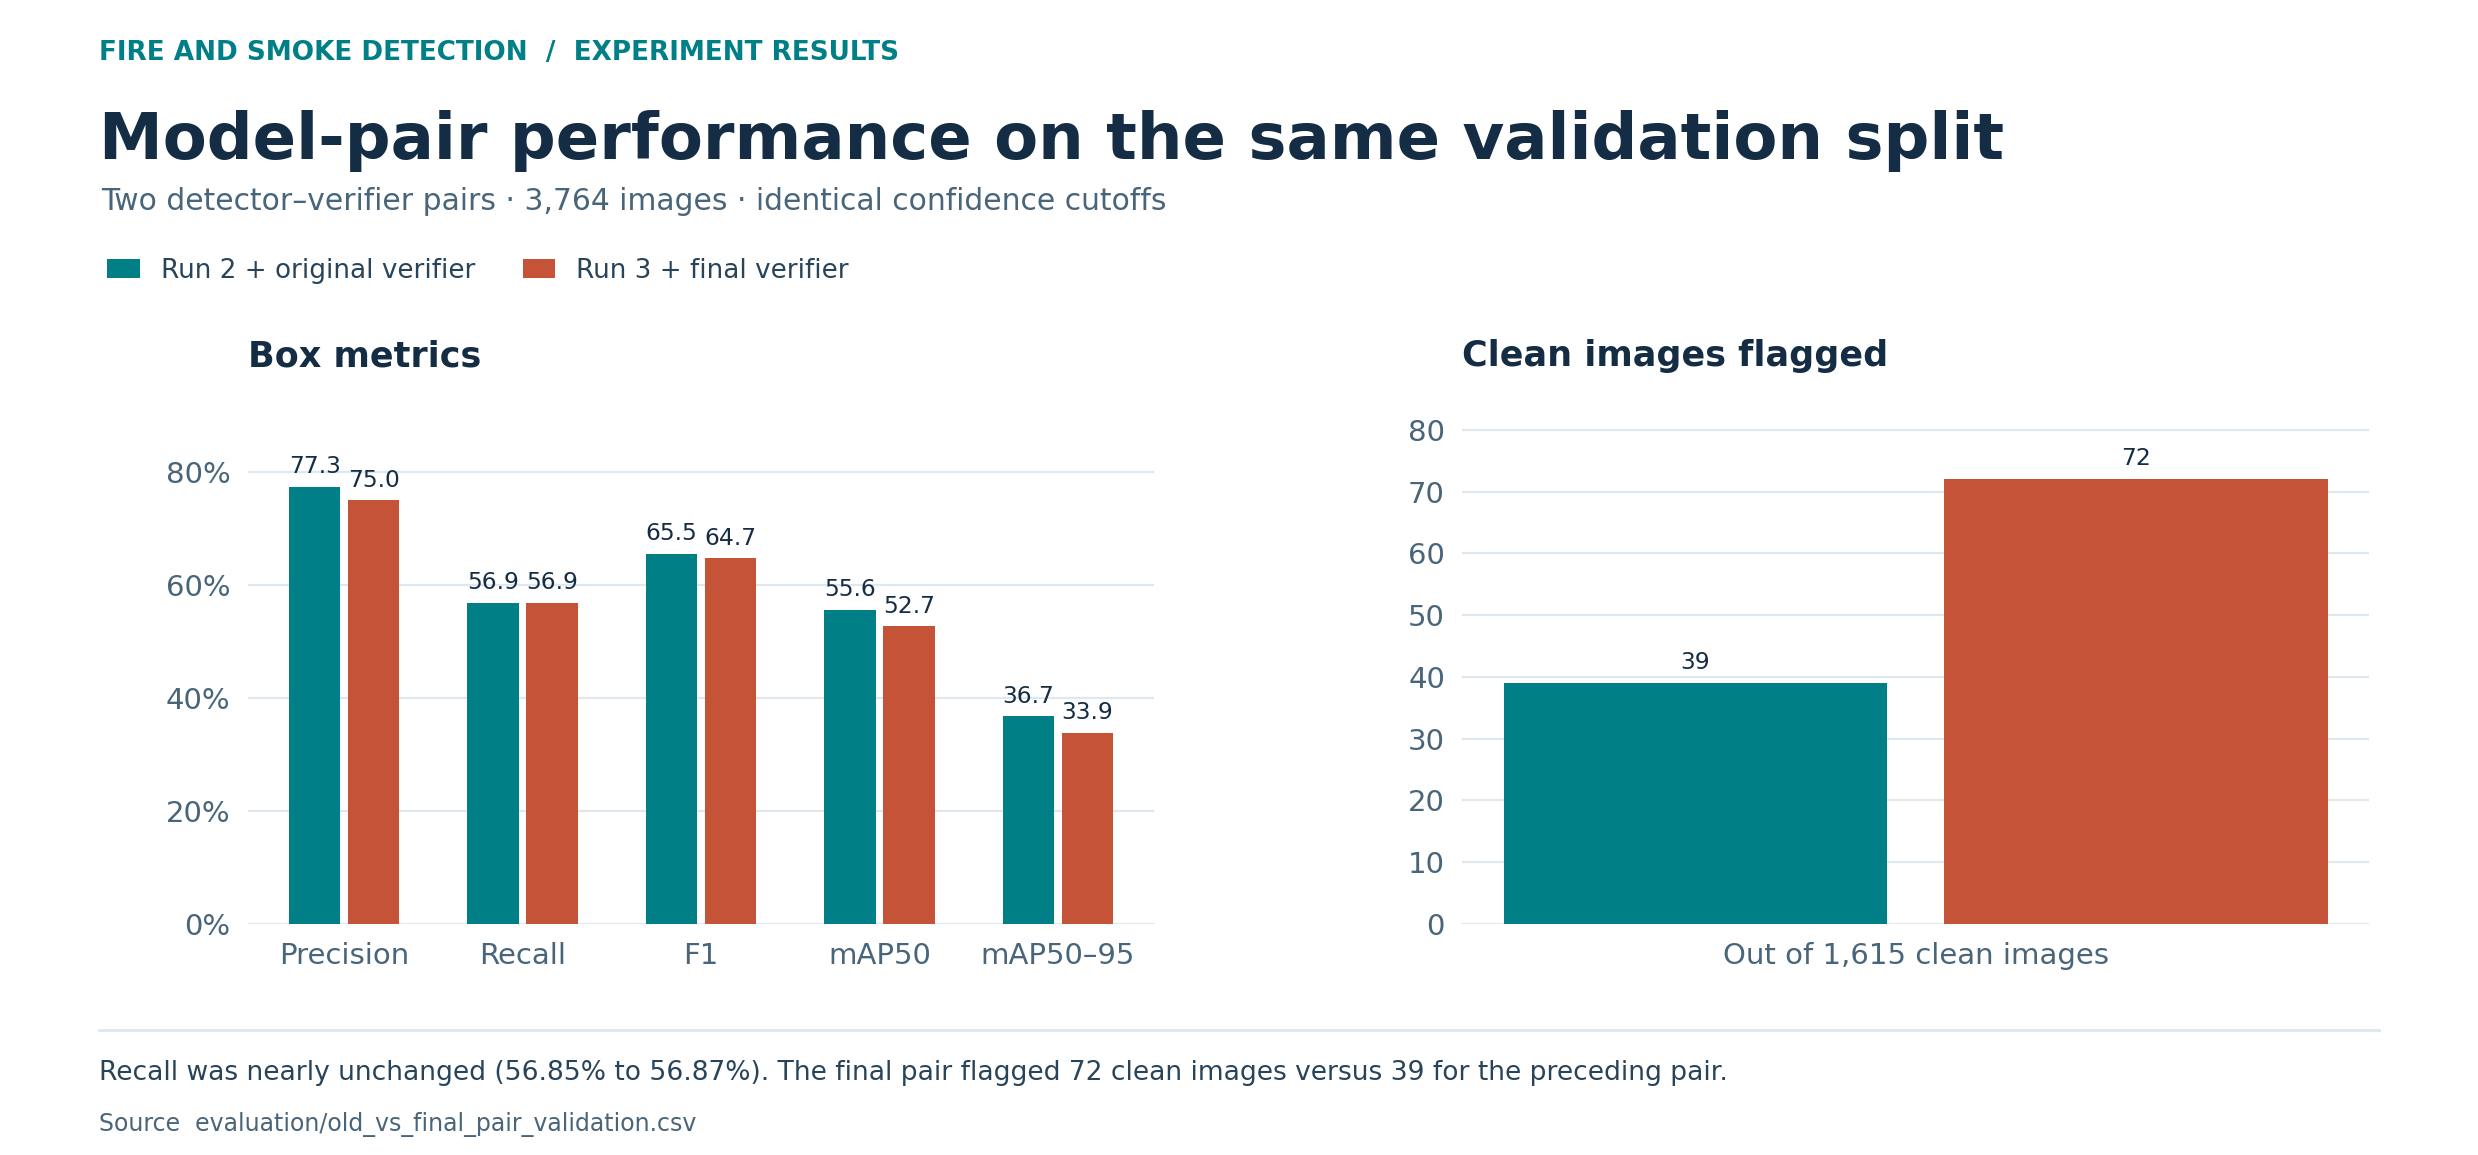 FIRE AND SMOKE DETECTION / EXPERIMENT RESULTS
Model-pair performance on the same validation split
Two detector–verifier pairs · 3,764 images · identical confidence cutoffs
Run 2 + original verifier
Run 3 + final verifier
Box metrics
80%
60%
40%
20%
0%
77.3
75.0
56.9
56.9
65.5
64.7
55.6
52.7
36.7
33.9
Precision
Recall
F1
mAP50
mAP50–95
Clean images flagged
80
70
60
50
40
30
20
10
0
39
72
Out of 1,615 clean images
Recall was nearly unchanged (56.85% to 56.87%). The final pair flagged 72 clean images versus 39 for the preceding pair.
Source evaluation/old_vs_final_pair_validation.csv